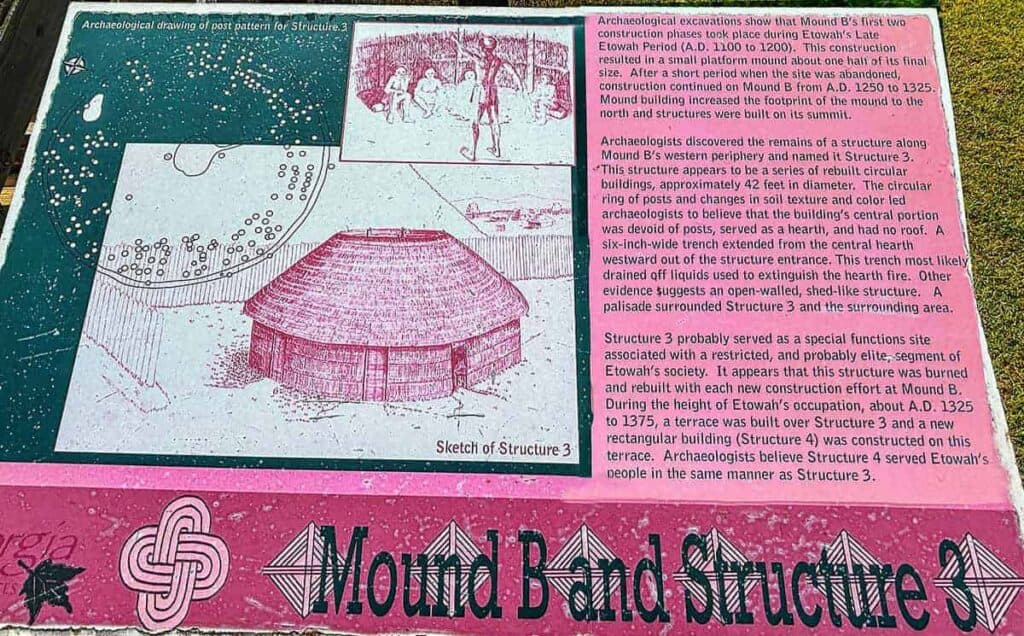 Archaeological drawing of post pattern for Structure 3
Archaeological excavations show that Mound B's first two
construction phases took place during Etowah's Late
Etowah Period (A.D. 1100 to 1200). This construction
resulted in a small platform mound about one half of its final
size. After a short period when the site was abandoned,
construction continued on Mound B from A.D. 1250 to 1325.
Mound building increased the footprint of the mound to the
north and structures were built on its summit.
Archaeologists discovered the remains of a structure along
Mound B's western periphery and named it Structure 3.
This structure appears to be a series of rebuilt circular
buildings, approximately 42 feet in diameter. The circular
ring of posts and changes in soil texture and color led
archaeologists to believe that the building's central portion
was devoid of posts, served as a hearth, and had no roof. A
six-inch-wide trench extended from the central hearth
westward out of the structure entrance. This trench most likely
drained off liquids used to extinguish the hearth fire. Other
evidence suggests an open-walled, shed-like structure. A
palisade surrounded Structure 3 and the surrounding area.
Structure 3 probably served as a special functions site
associated with a restricted, and probably elite, segment of
Etowah's society. It appears that this structure was burned
and rebuilt with each new construction effort at Mound B.
During the height of Etowah's occupation, about A.D. 1325
to 1375, a terrace was built over Structure 3 and a new
rectangular building (Structure 4) was constructed on this
terrace. Archaeologists believe Structure 4 served Etowah's
people in the same manner as Structure 3.
Sketch of Structure 3
Mound B and Structure 3